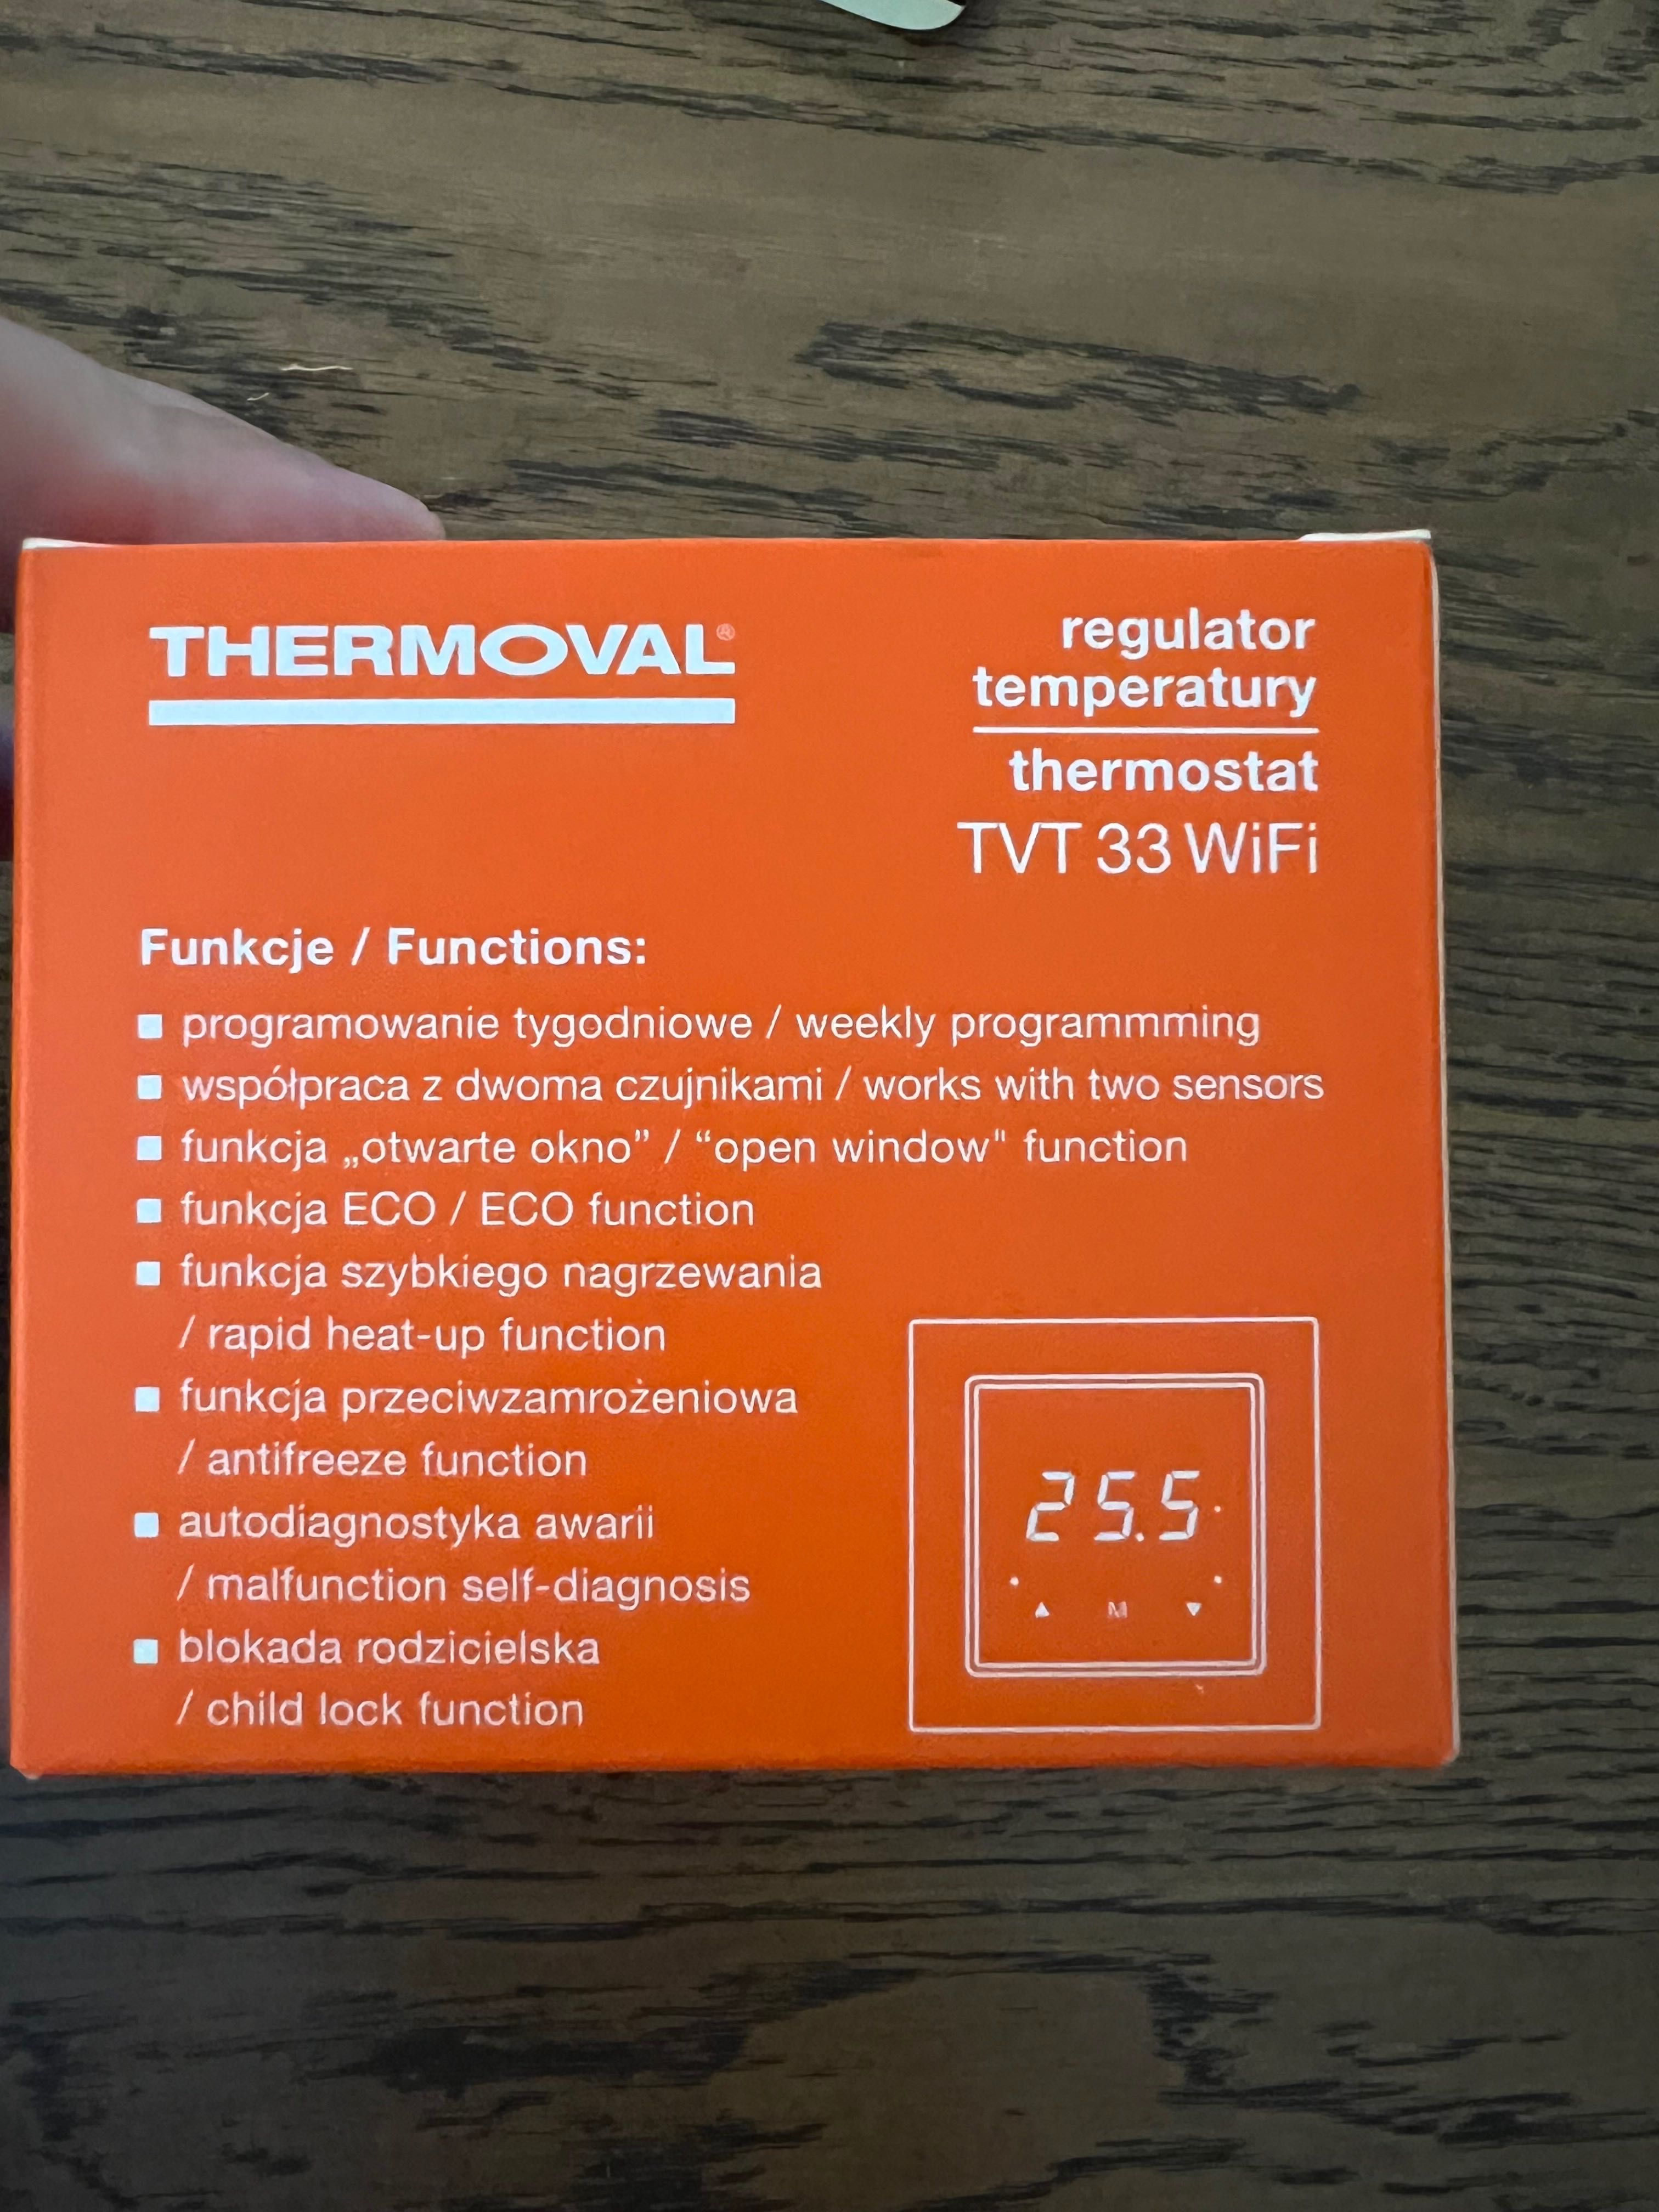 THERMOVAL®
regulator
temperatury
thermostat
TVT 33 WiFi
Funkcje / Functions:
■ programowanie tygodniowe / weekly programmming
■ współpraca z dwoma czujnikami / works with two sensors
■ funkcja „otwarte okno” / “open window" function
■ funkcja ECO / ECO function
■ funkcja szybkiego nagrzewania
/ rapid heat-up function
■ funkcja przeciwzamrożeniowa
/ antifreeze function
■ autodiagnostyka awarii
/ malfunction self-diagnosis
■ blokada rodzicielska
/ child lock function
25.5
▲ M ▼